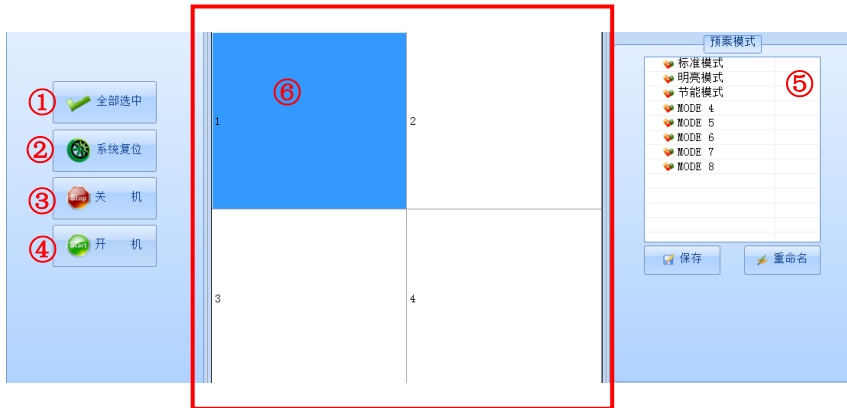 ① 全部选中
② 系统复位
③ Stop 关 机
④ Start 开 机
⑥
1
2
3
4
预案模式
⑤
标准模式
明亮模式
节能模式
MODE 4
MODE 5
MODE 6
MODE 7
MODE 8
保存
重命名